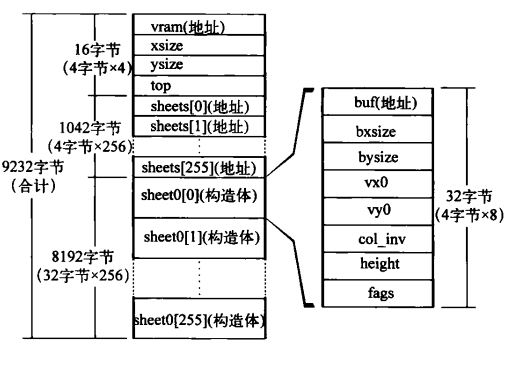 16字节
(4字节×4)
1042字节
(4字节×256)
9232字节
(合计)
8192字节
(32字节×256)
vram(地址)
xsize
ysize
top
sheets[0](地址)
sheets[1](地址)
sheets[255](地址)
sheet0[0](构造体)
sheet0[1](构造体)
sheet0[255](构造体)
buf(地址)
bxsize
bysize
vx0
vy0
col_inv
height
fags
32字节
(4字节×8)